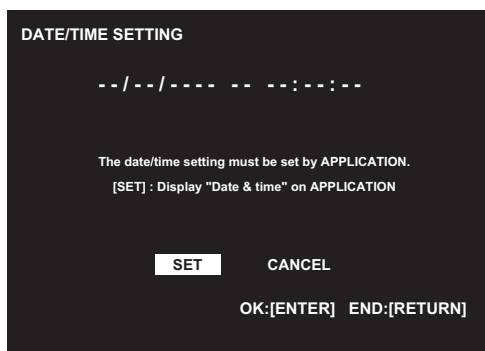 DATE/TIME SETTING
--/--/---- -- --:--:--
The date/time setting must be set by APPLICATION.
[SET] : Display "Date & time" on APPLICATION
SET CANCEL
OK:[ENTER] END:[RETURN]